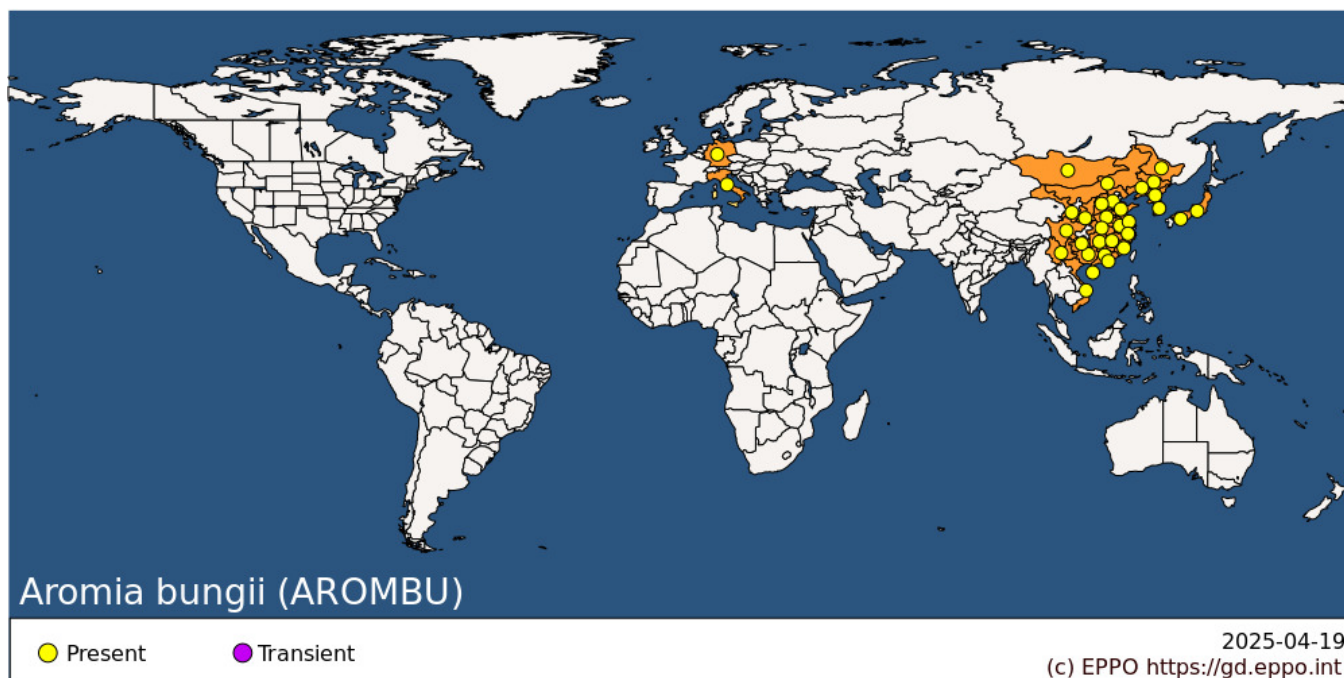 Aromia bungii (AROMBU)
Present
Transient
2025-04-19
(c) EPPO https://gd.eppo.int